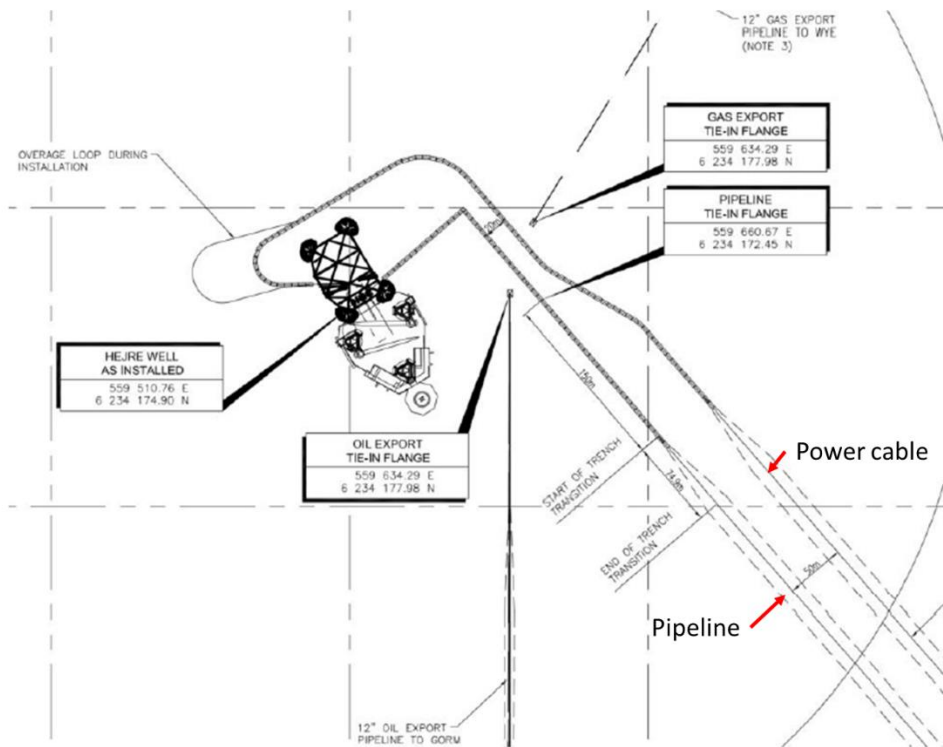 12" GAS EXPORT
PIPELINE TO WYE
(NOTE 3)
GAS EXPORT
TIE-IN FLANGE
559 634.29 E
6 234 177.98 N
OVERAGE LOOP DURING
INSTALLATION
PIPELINE
TIE-IN FLANGE
559 660.67 E
6 234 172.45 N
20m
HEJRE WELL
AS INSTALLED
559 510.76 E
6 234 174.90 N
150m
OIL EXPORT
TIE-IN FLANGE
559 634.29 E
6 234 177.98 N
Power cable
START OF TRENCH
TRANSITION
74.9m
END OF TRENCH
TRANSITION
50m
Pipeline
12" OIL EXPORT
PIPELINE TO GORM